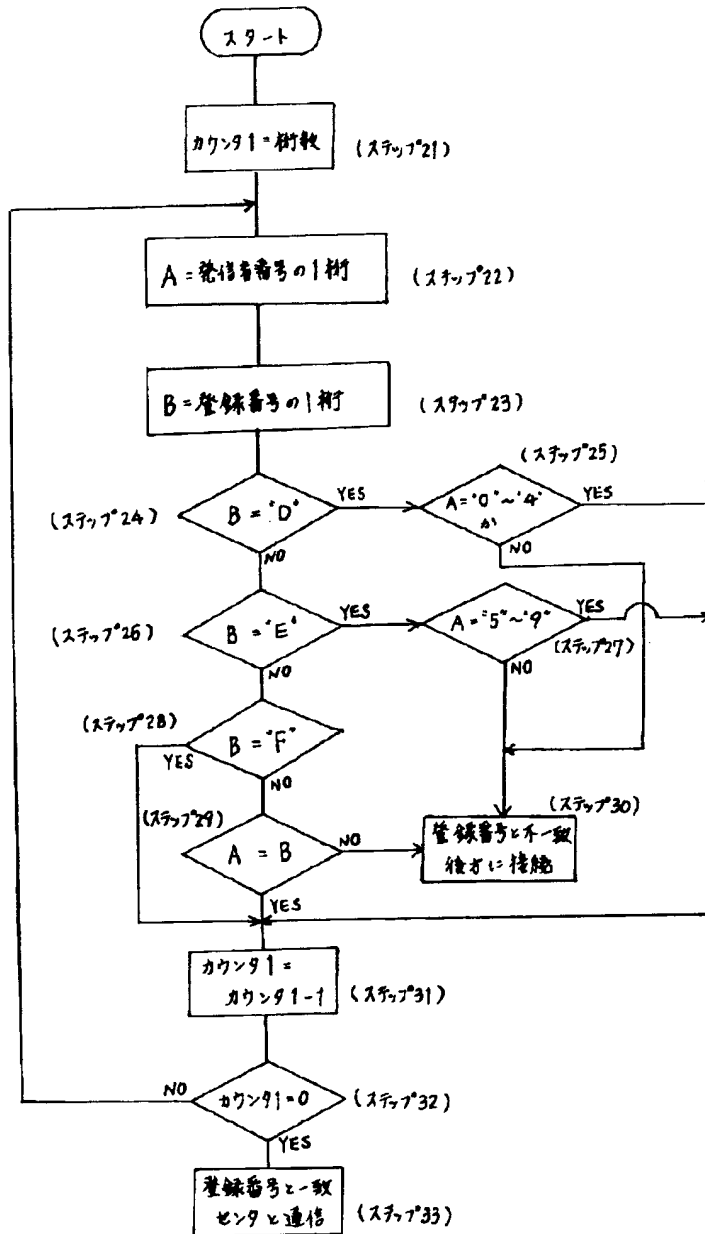 スタート
カウンタ1=桁数
(ステップ21)
A=発信者番号の1桁
(ステップ22)
B=登録番号の1桁
(ステップ23)
(ステップ25)
(ステップ24)
B="D"
YES
A="0"~"4"
か
YES
NO
NO
(ステップ26)
B="E"
YES
A="5"~"9"
YES
(ステップ27)
NO
NO
(ステップ28)
B="F"
YES
NO
(ステップ29)
(ステップ30)
A=B
NO
登録番号と不一致
後方に接続
YES
カウンタ1=
カウンタ1-1
(ステップ31)
NO
カウンタ1=0
(ステップ32)
YES
登録番号と一致
センタと通信
(ステップ33)